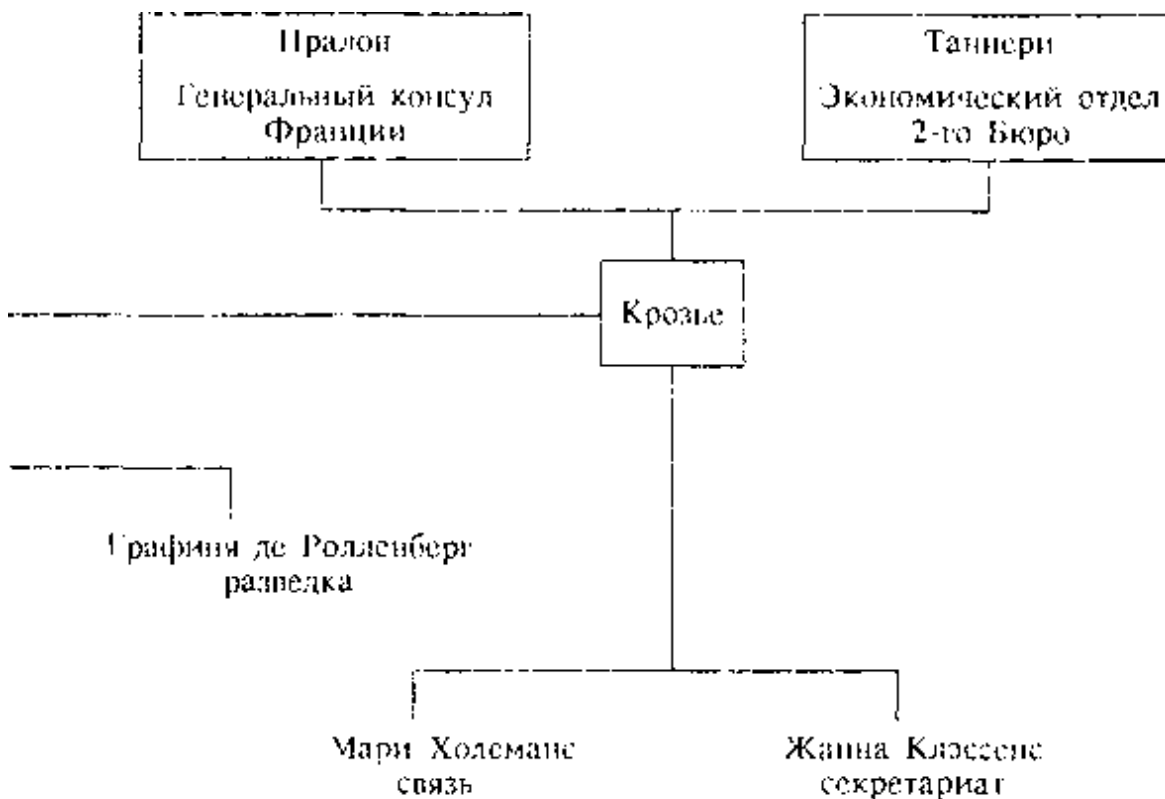 Пралон
Генеральный консул
Франции
Таннери
Экономический отдел
2-го Бюро
Крозье
Графиня де Ролленберг
разведка
Мари Холеманс
связь
Жанна Клэссенс
секретариат